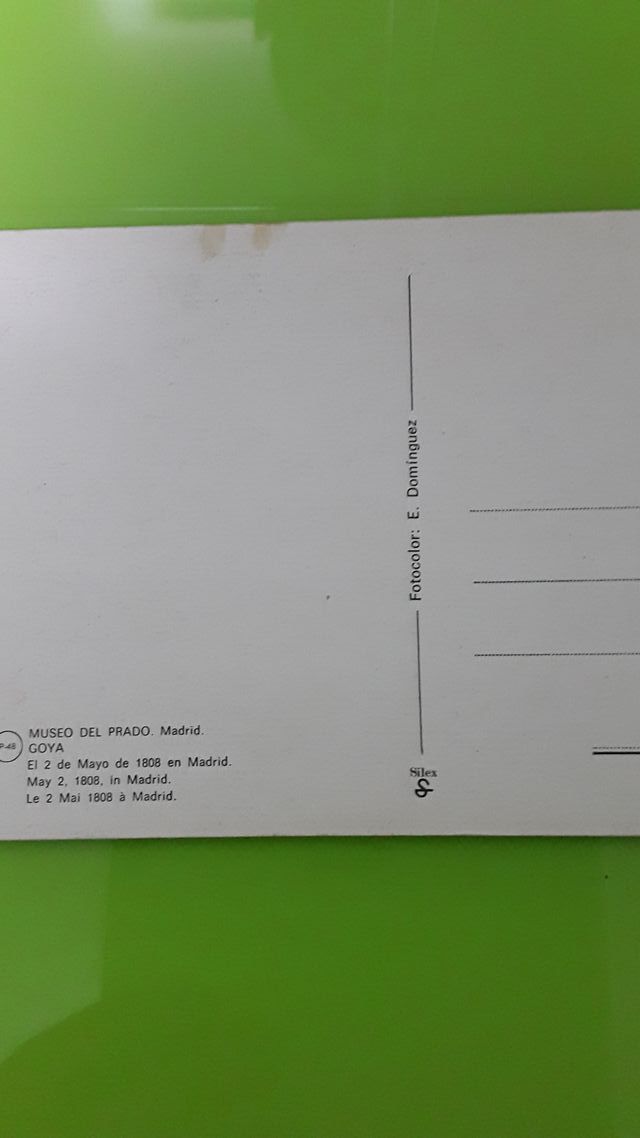 P-48
MUSEO DEL PRADO. Madrid.
GOYA
El 2 de Mayo de 1808 en Madrid.
May 2, 1808, in Madrid.
Le 2 Mai 1808 à Madrid.
Fotocolor: E. Domínguez
Sílex